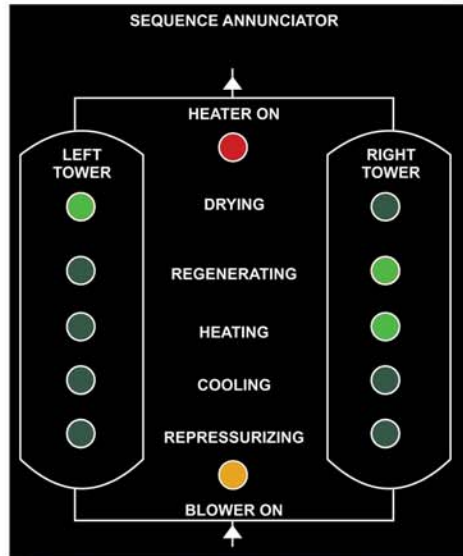 SEQUENCE ANNUNCIATOR
HEATER ON
LEFT
TOWER
RIGHT
TOWER
DRYING
REGENERATING
HEATING
COOLING
REPRESSURIZING
BLOWER ON